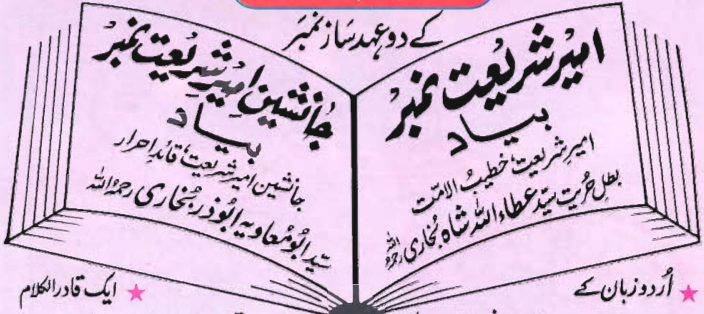 کے دو عہد ساز نمبر
امیر شریعت نمبر
بیاد
امیر شریعت، خطیب الامت
بطل حریت سید عطاء اللہ شاہ بخاری رحمہ اللہ
جانشین امیر شریعت نمبر
بیاد
جانشین امیر شریعت، قائد احرار
سید ابو معاویہ ابوذر بخاری رحمہ اللہ
★ اُردو زبان کے
★ ایک قادر الکلام